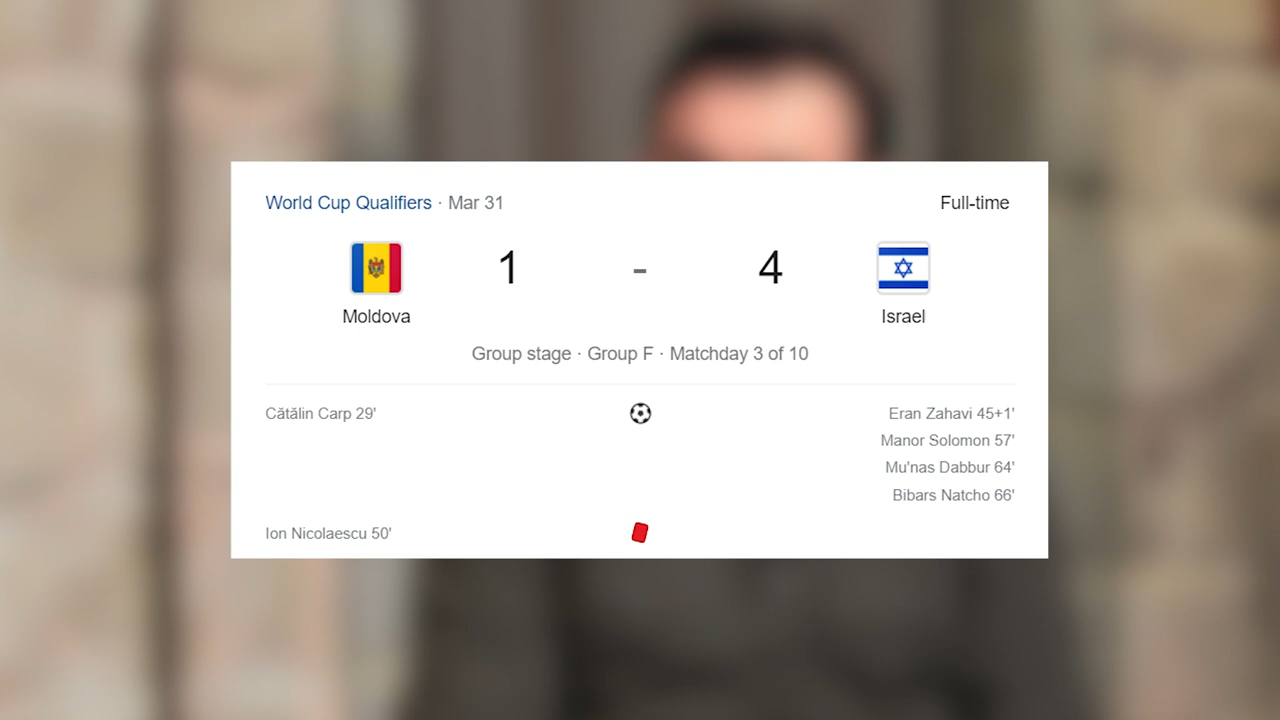 World Cup Qualifiers · Mar 31 Full-time
1 - 4
Moldova Israel
Group stage · Group F · Matchday 3 of 10
Cătălin Carp 29' Eran Zahavi 45+1'
Manor Solomon 57'
Mu'nas Dabbur 64'
Bibars Natcho 66'
Ion Nicolaescu 50'